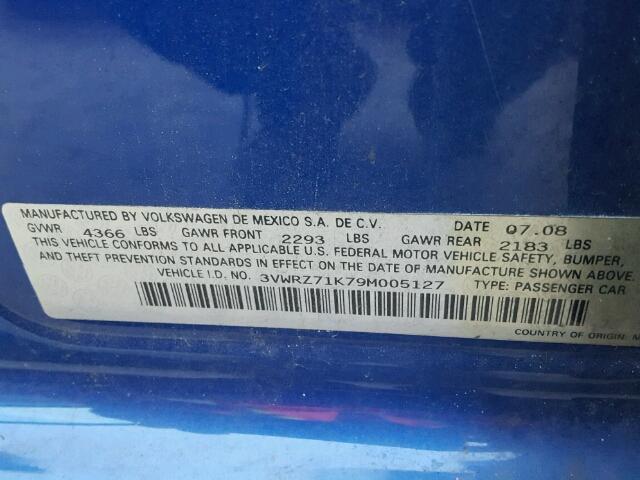 MANUFACTURED BY VOLKSWAGEN DE MEXICO S.A. DE C.V. DATE 07.08
GVWR 4366 LBS GAWR FRONT 2293 LBS GAWR REAR 2183 LBS
THIS VEHICLE CONFORMS TO ALL APPLICABLE U.S. FEDERAL MOTOR VEHICLE SAFETY, BUMPER,
AND THEFT PREVENTION STANDARDS IN EFFECT ON THE DATE OF MANUFACTURE SHOWN ABOVE.
VEHICLE I.D. NO. 3VWRZ71K79M005127 TYPE: PASSENGER CAR
COUNTRY OF ORIGIN: